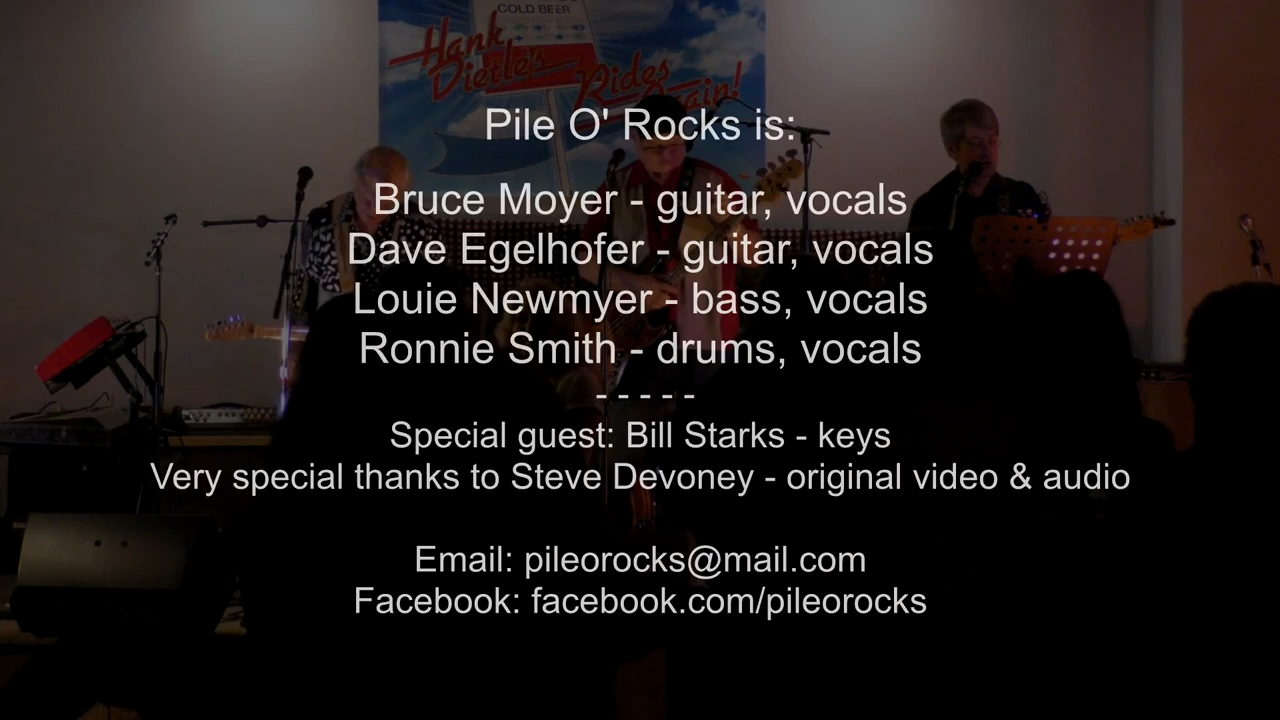 COLD BEER
Hank
Dietle's
Rides
Again!
Pile O' Rocks is:
Bruce Moyer - guitar, vocals
Dave Egelhofer - guitar, vocals
Louie Newmyer - bass, vocals
Ronnie Smith - drums, vocals
- - - - -
Special guest: Bill Starks - keys
Very special thanks to Steve Devoney - original video & audio
Email: pileorocks@mail.com
Facebook: facebook.com/pileorocks